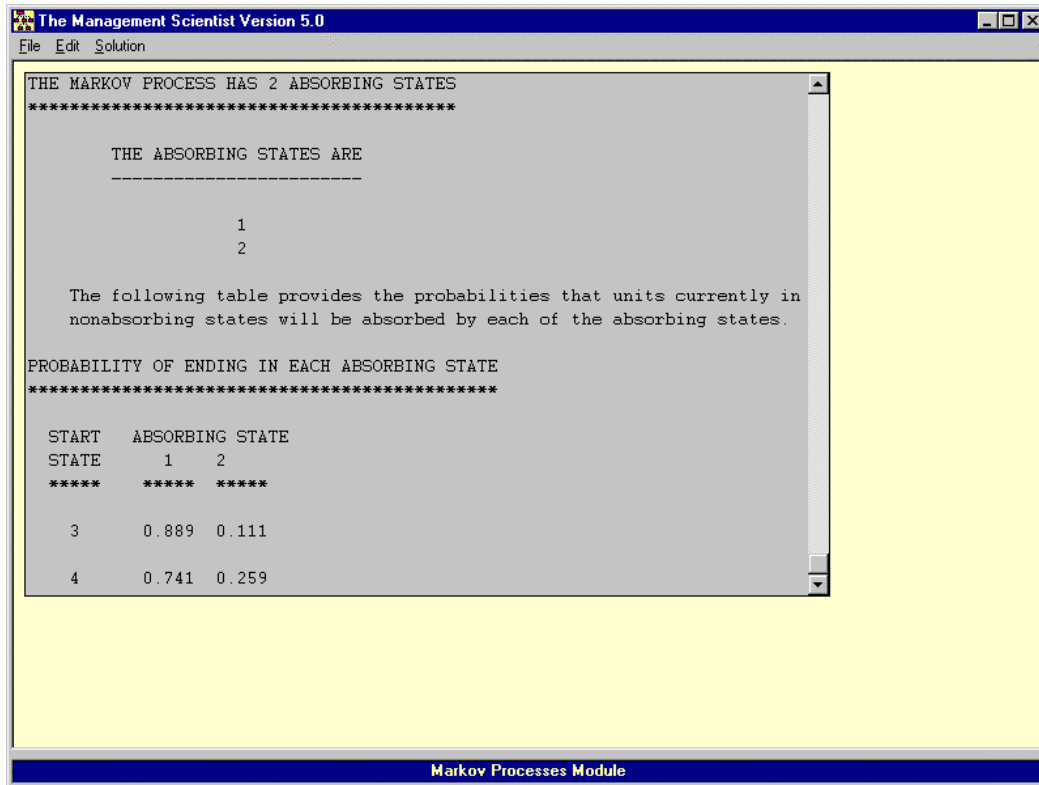 The Management Scientist Version 5.0
File Edit Solution
THE MARKOV PROCESS HAS 2 ABSORBING STATES
*****************************************
THE ABSORBING STATES ARE
------------------------
1
2
The following table provides the probabilities that units currently in
nonabsorbing states will be absorbed by each of the absorbing states.
PROBABILITY OF ENDING IN EACH ABSORBING STATE
*********************************************
START ABSORBING STATE
STATE 1 2
***** ***** *****
3 0.889 0.111
4 0.741 0.259
Markov Processes Module